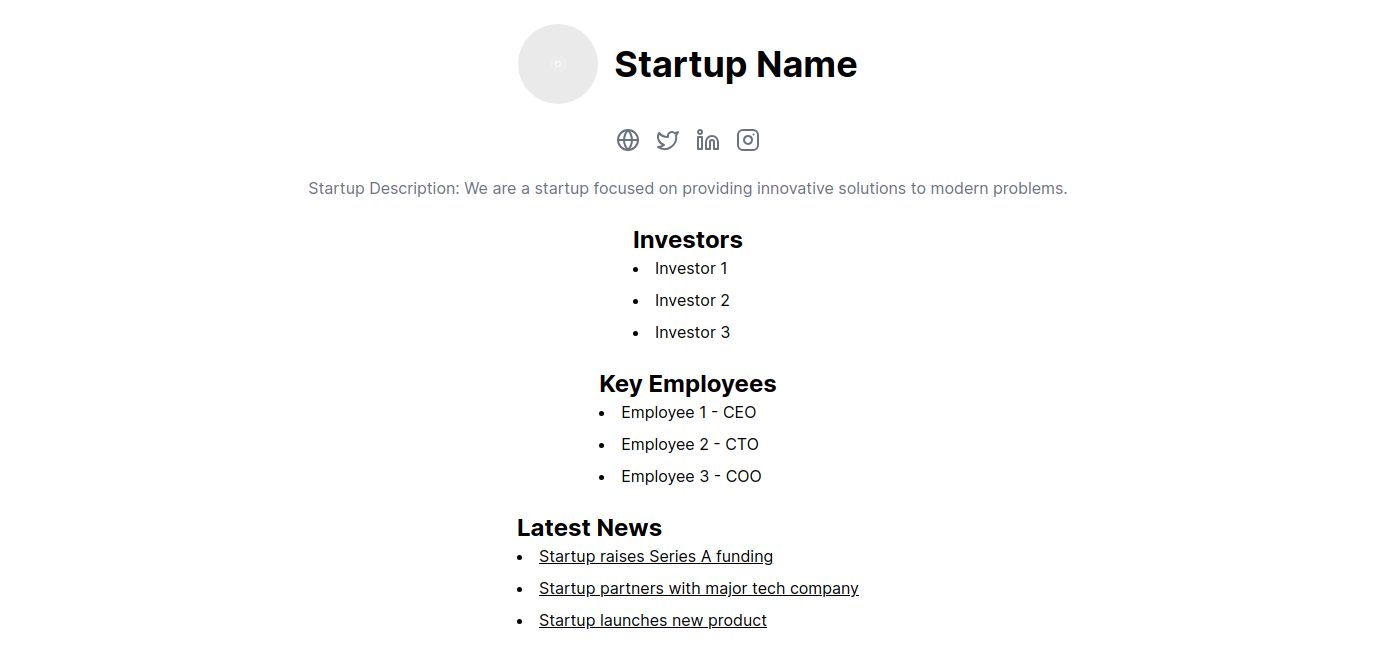 Startup Name
Startup Description: We are a startup focused on providing innovative solutions to modern problems.
Investors
Investor 1
Investor 2
Investor 3
Key Employees
Employee 1 - CEO
Employee 2 - CTO
Employee 3 - COO
Latest News
Startup raises Series A funding
Startup partners with major tech company
Startup launches new product